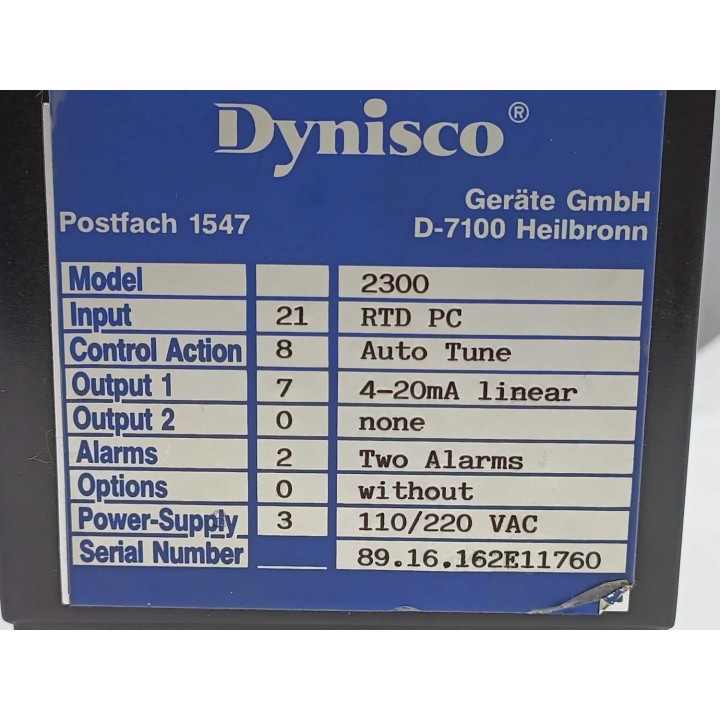 Dynisco®
Geräte GmbH
Postfach 1547 D-7100 Heilbronn
Model 2300
Input 21 RTD PC
Control Action 8 Auto Tune
Output 1 7 4-20mA linear
Output 2 0 none
Alarms 2 Two Alarms
Options 0 without
Power-Supply 3 110/220 VAC
Serial Number 89.16.162E11760